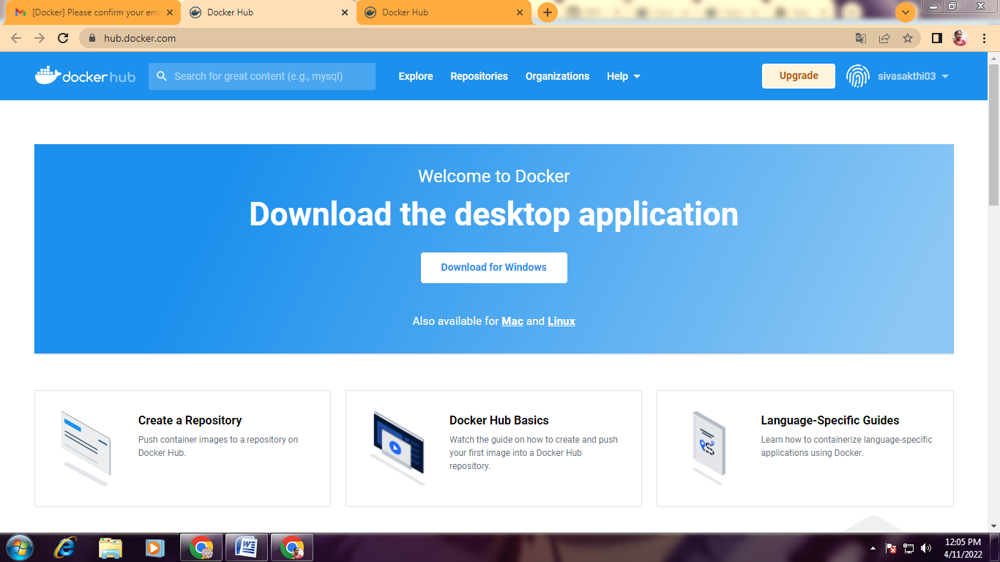 [Docker] Please confirm your em
Docker Hub
Docker Hub
hub.docker.com
docker hub
Search for great content (e.g., mysql)
Explore
Repositories
Organizations
Help
Upgrade
sivasakthi03
Welcome to Docker
Download the desktop application
Download for Windows
Also available for Mac and Linux
Create a Repository
Push container images to a repository on
Docker Hub.
Docker Hub Basics
Watch the guide on how to create and push
your first image into a Docker Hub
repository.
Language-Specific Guides
Learn how to containerize language-specific
applications using Docker.
12:05 PM
4/11/2022